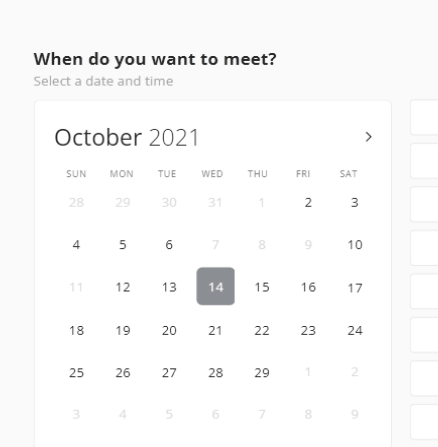 When do you want to meet?
Select a date and time
October 2021
SUN MON TUE WED THU FRI SAT
28 29 30 31 1 2 3
4 5 6 7 8 9 10
11 12 13 14 15 16 17
18 19 20 21 22 23 24
25 26 27 28 29 1 2
3 4 5 6 7 8 9